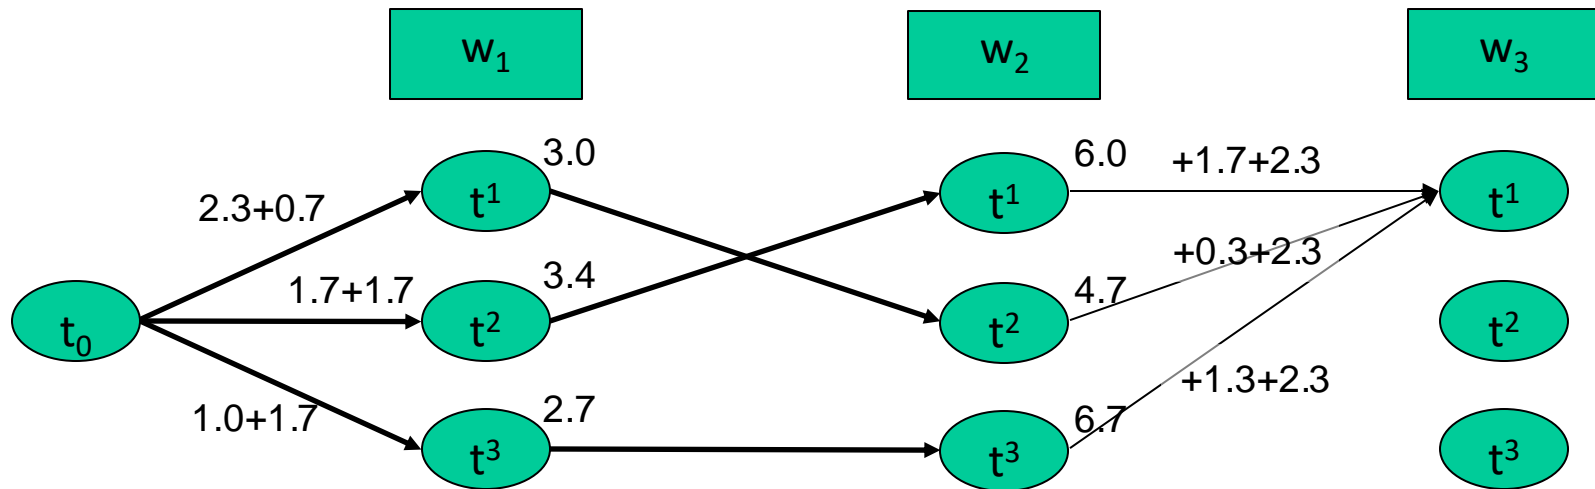 w₁ w₂ w₃
3.0 6.0 +1.7+2.3
t¹ t¹ t¹
2.3+0.7
+0.3+2.3
1.7+1.7 3.4 4.7
t₀ t² t² t²
+1.3+2.3
1.0+1.7 2.7 6.7
t³ t³ t³